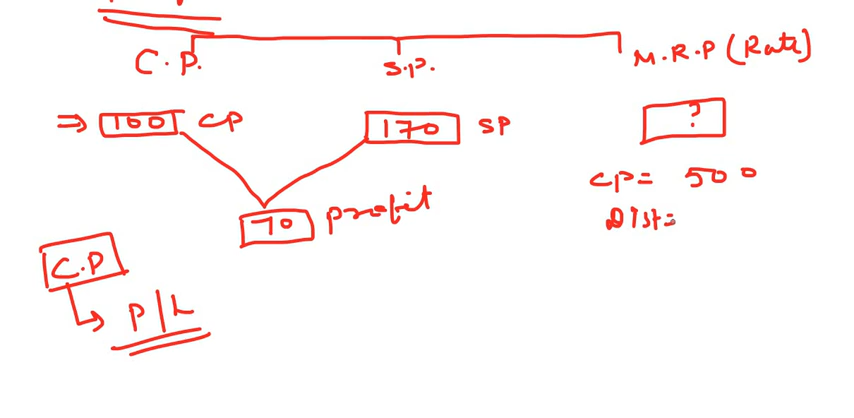 C.P. S.P. M.R.P (Rate)
⇒ 100 CP 170 SP ?
70 profit
CP = 500
Dist =
C.P
P/L